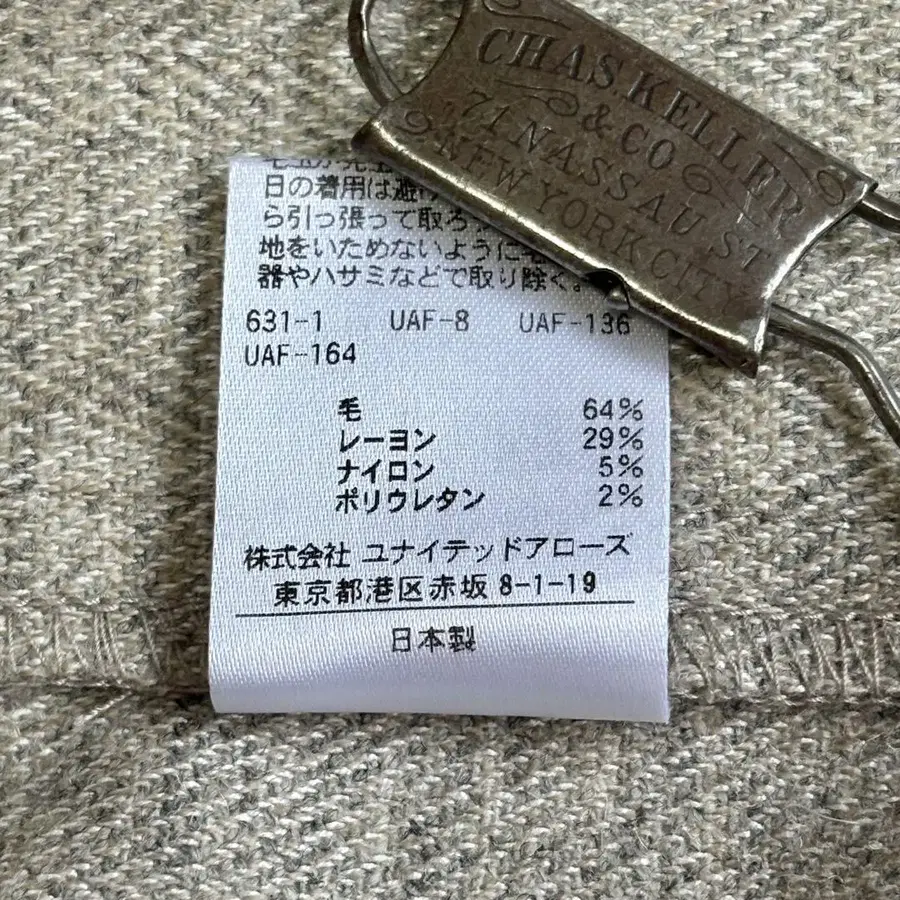 CHAS KELLER
& CO
71 NASSAU ST
NEW YORK CITY
日の着用は避け
ら引っ張って取ろ
地をいためないように毛
器やハサミなどで取り除く。
631-1 UAF-8 UAF-136
UAF-164
毛 64%
レーヨン 29%
ナイロン 5%
ポリウレタン 2%
株式会社 ユナイテッドアローズ
東京都港区赤坂 8-1-19
日本製